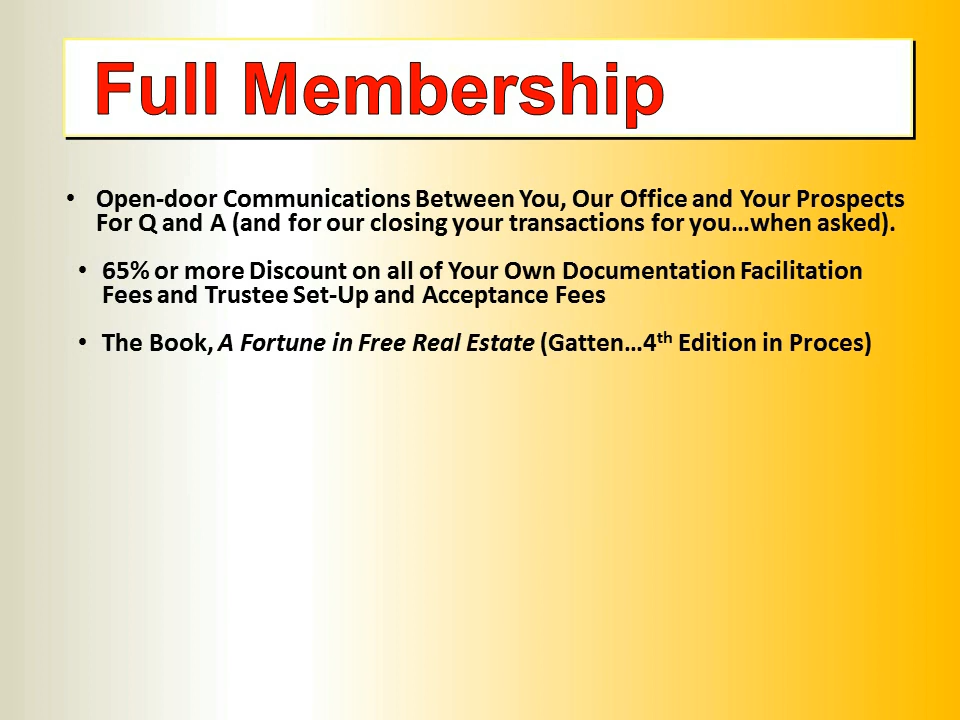 Full Membership
• Open-door Communications Between You, Our Office and Your Prospects
For Q and A (and for our closing your transactions for you…when asked).
• 65% or more Discount on all of Your Own Documentation Facilitation
Fees and Trustee Set-Up and Acceptance Fees
• The Book, A Fortune in Free Real Estate (Gatten…4th Edition in Proces)